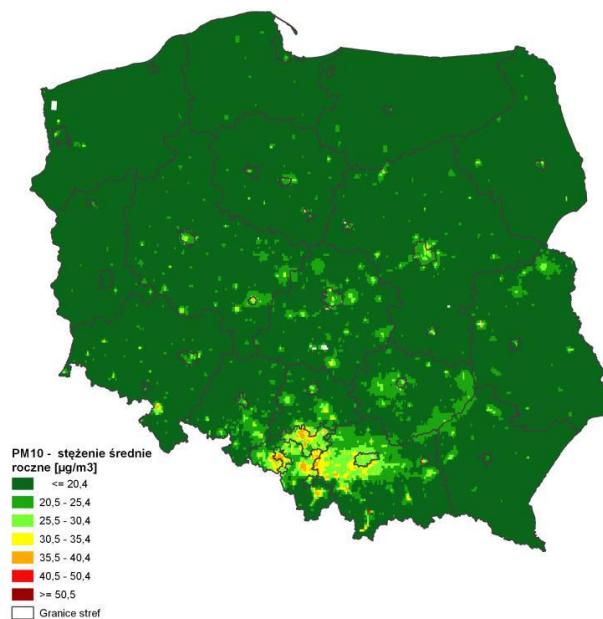 PM10 - stężenie średnie
roczne [µg/m3]
<= 20,4
20,5 - 25,4
25,5 - 30,4
30,5 - 35,4
35,5 - 40,4
40,5 - 50,4
>= 50,5
Granice stref